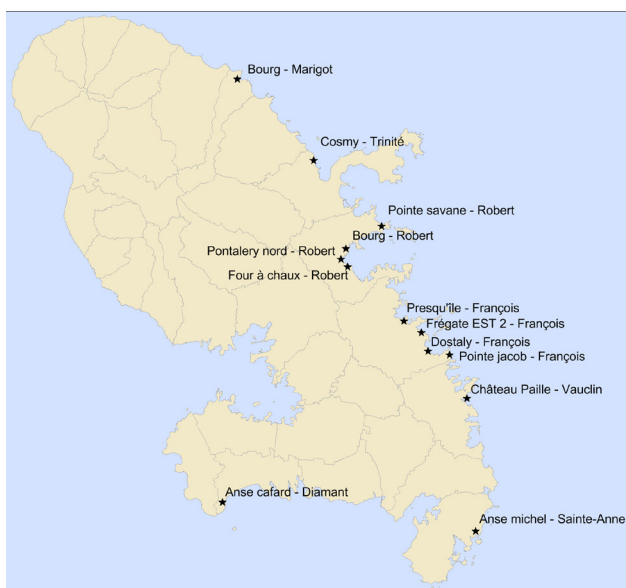 Bourg - Marigot
Cosmy - Trinité
Pointe savane - Robert
Bourg - Robert
Pontalery nord - Robert
Four à chaux - Robert
Presqu'île - François
Frégate EST 2 - François
Dostaly - François
Pointe jacob - François
Château Paille - Vauclin
Anse cafard - Diamant
Anse michel - Sainte-Anne